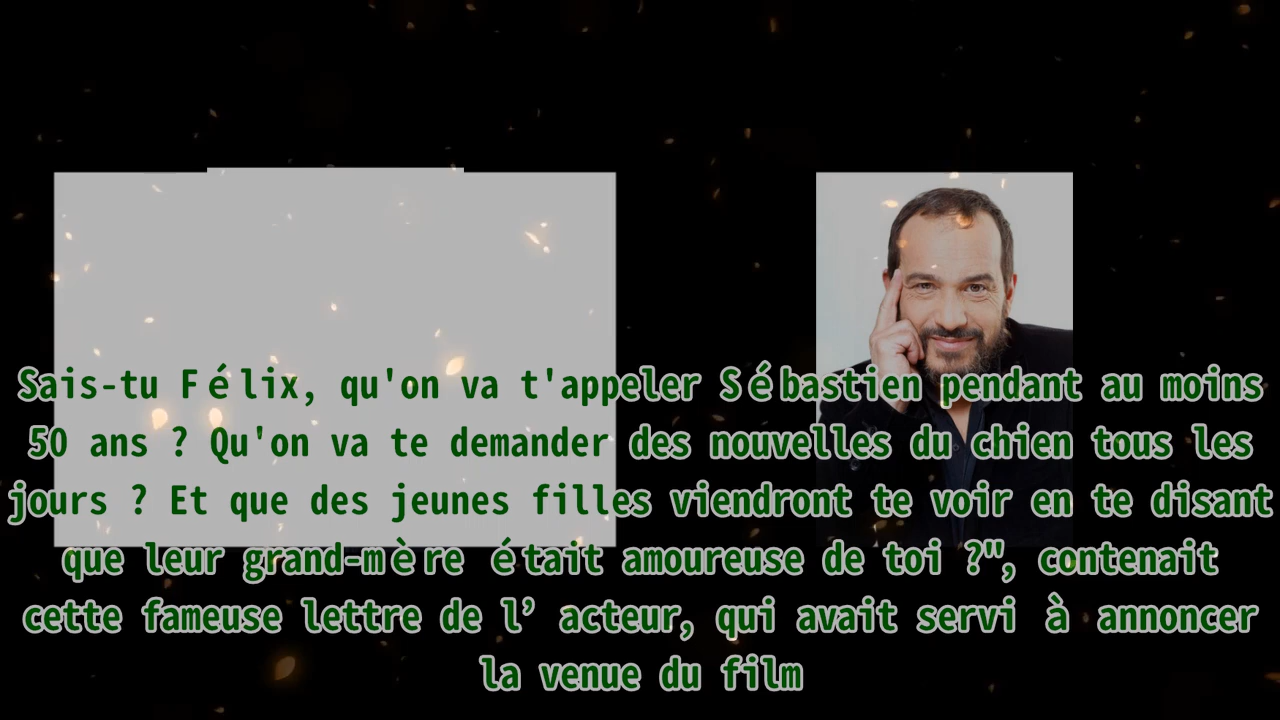 Sais-tu Félix, qu'on va t'appeler Sébastien pendant au moins
50 ans ? Qu'on va te demander des nouvelles du chien tous les
jours ? Et que des jeunes filles viendront te voir en te disant
que leur grand-mère était amoureuse de toi ?", contenait
cette fameuse lettre de l’ acteur, qui avait servi à annoncer
la venue du film